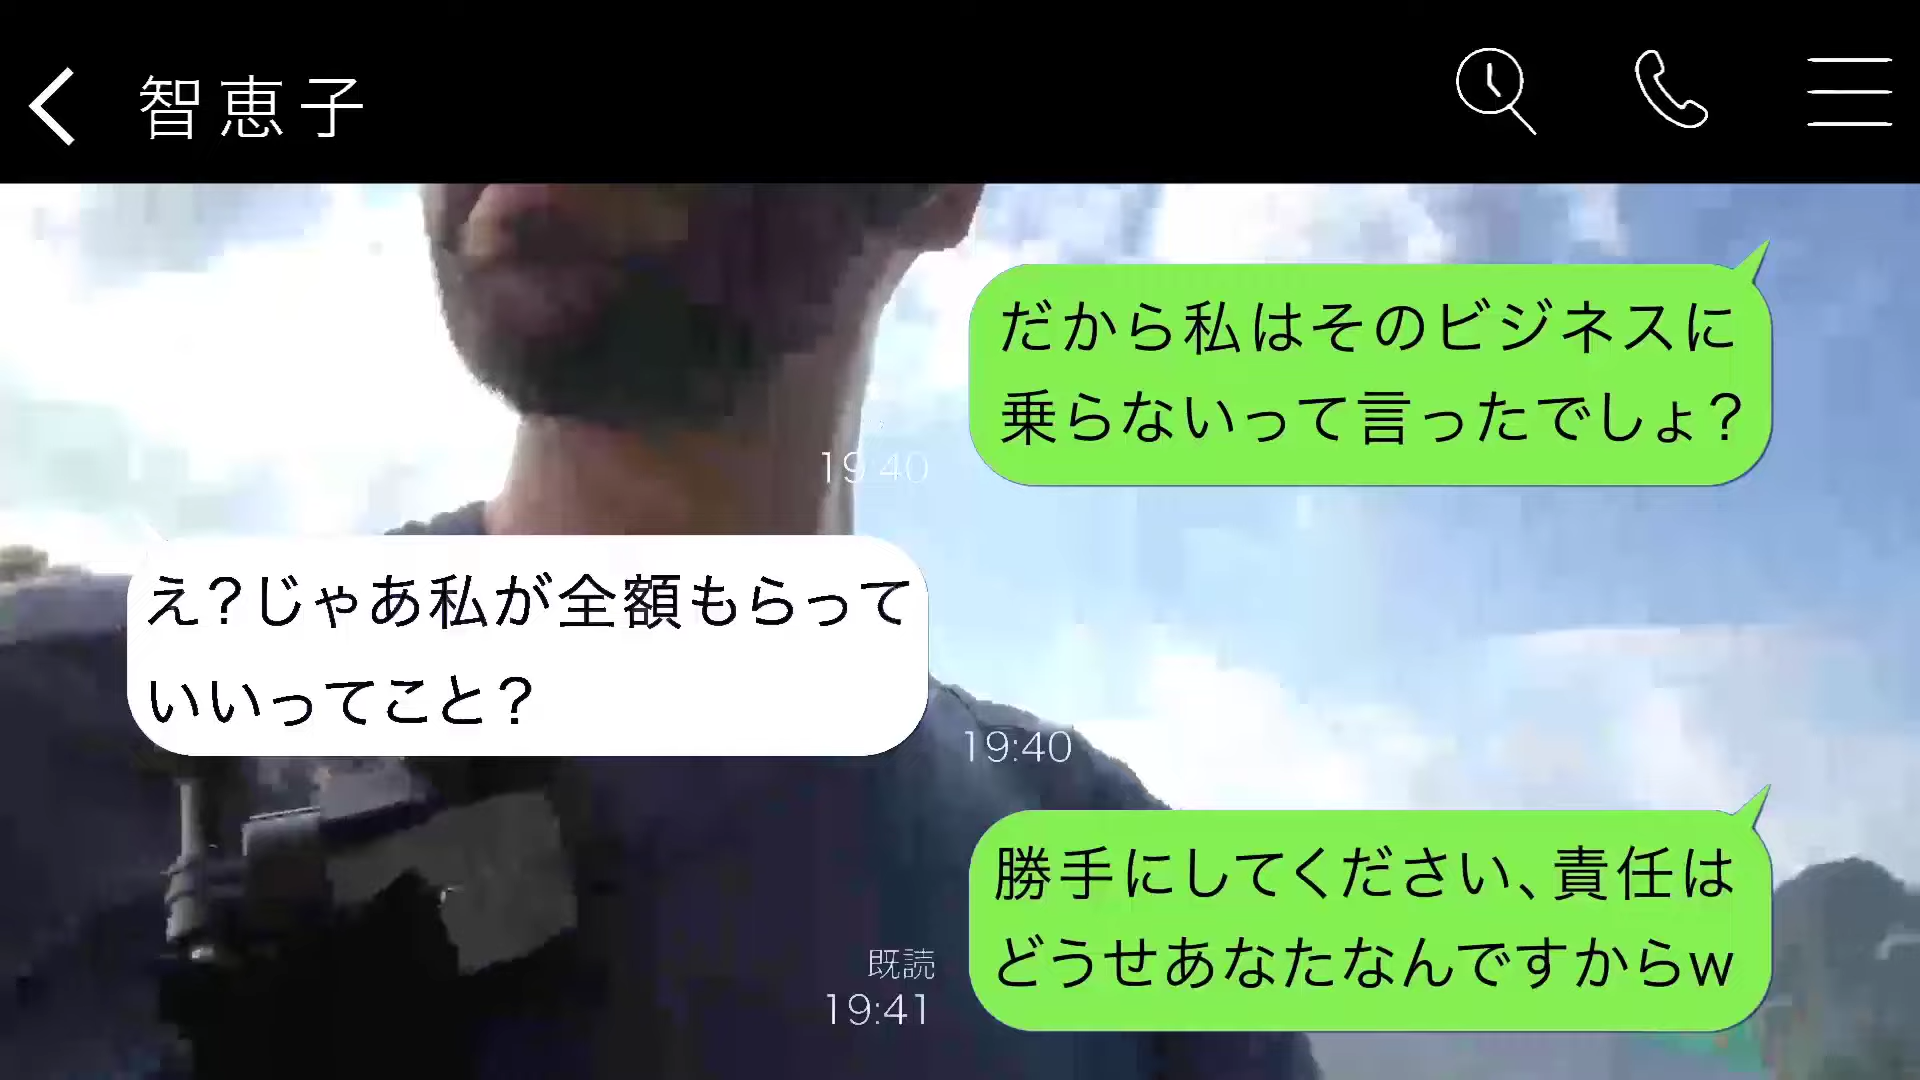 智恵子
だから私はそのビジネスに
乗らないって言ったでしょ？
19:40
え？じゃあ私が全額もらって
いいってこと？
19:40
勝手にしてください、責任は
どうせあなたなんですからw
既読
19:41